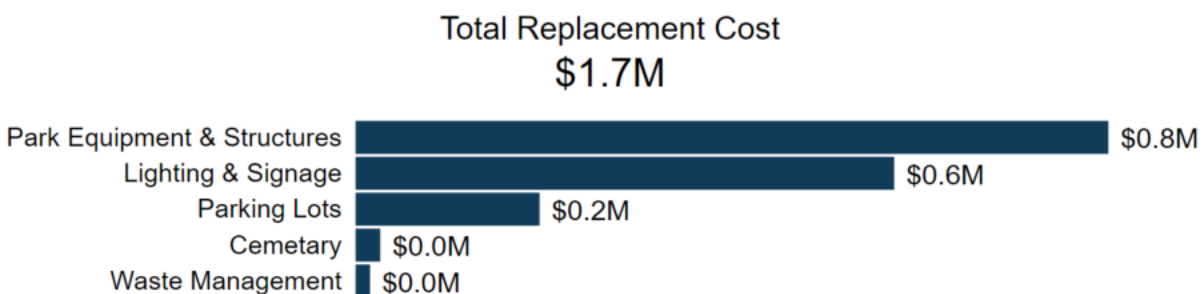 Total Replacement Cost
$1.7M
Park Equipment & Structures $0.8M
Lighting & Signage $0.6M
Parking Lots $0.2M
Cemetary $0.0M
Waste Management $0.0M